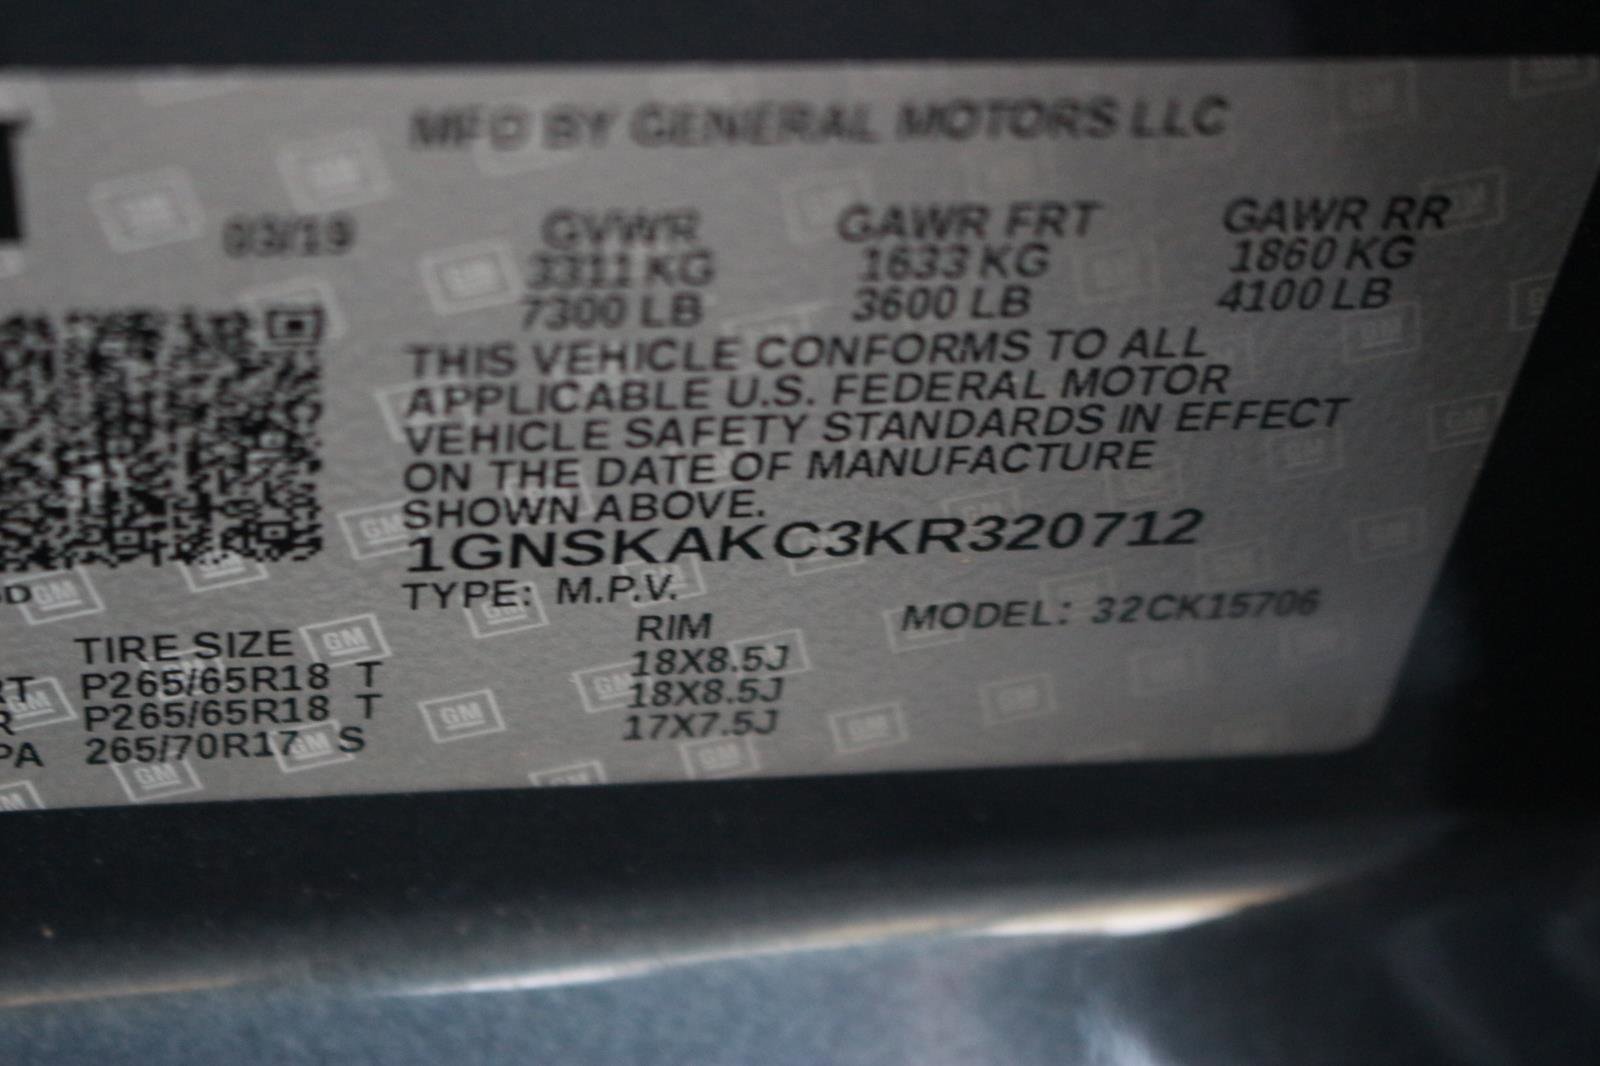 MFD BY GENERAL MOTORS LLC
03/19 GVWR GAWR FRT GAWR RR
3311 KG 1633 KG 1860 KG
7300 LB 3600 LB 4100 LB
THIS VEHICLE CONFORMS TO ALL
APPLICABLE U.S. FEDERAL MOTOR
VEHICLE SAFETY STANDARDS IN EFFECT
ON THE DATE OF MANUFACTURE
SHOWN ABOVE.
1GNSKAKC3KR320712
TYPE: M.P.V. MODEL: 32CK15706
TIRE SIZE RIM
RT P265/65R18 T 18X8.5J
R P265/65R18 T 18X8.5J
PA 265/70R17 S 17X7.5J